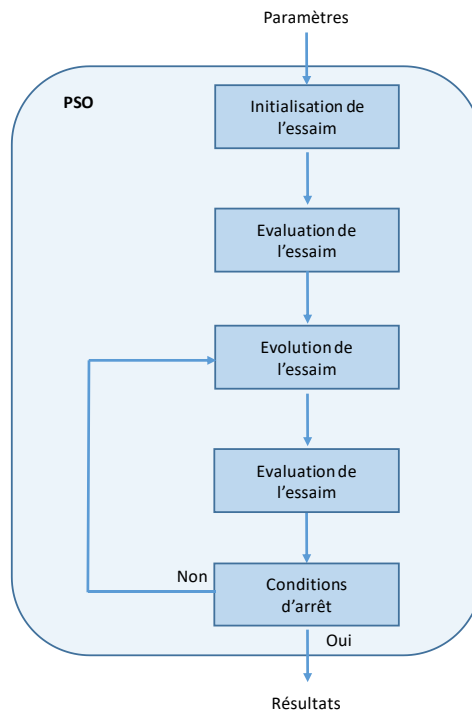 Paramètres
PSO
Initialisation de
l'essaim
Evaluation de
l'essaim
Evolution de
l'essaim
Evaluation de
l'essaim
Non
Conditions
d'arrêt
Oui
Résultats